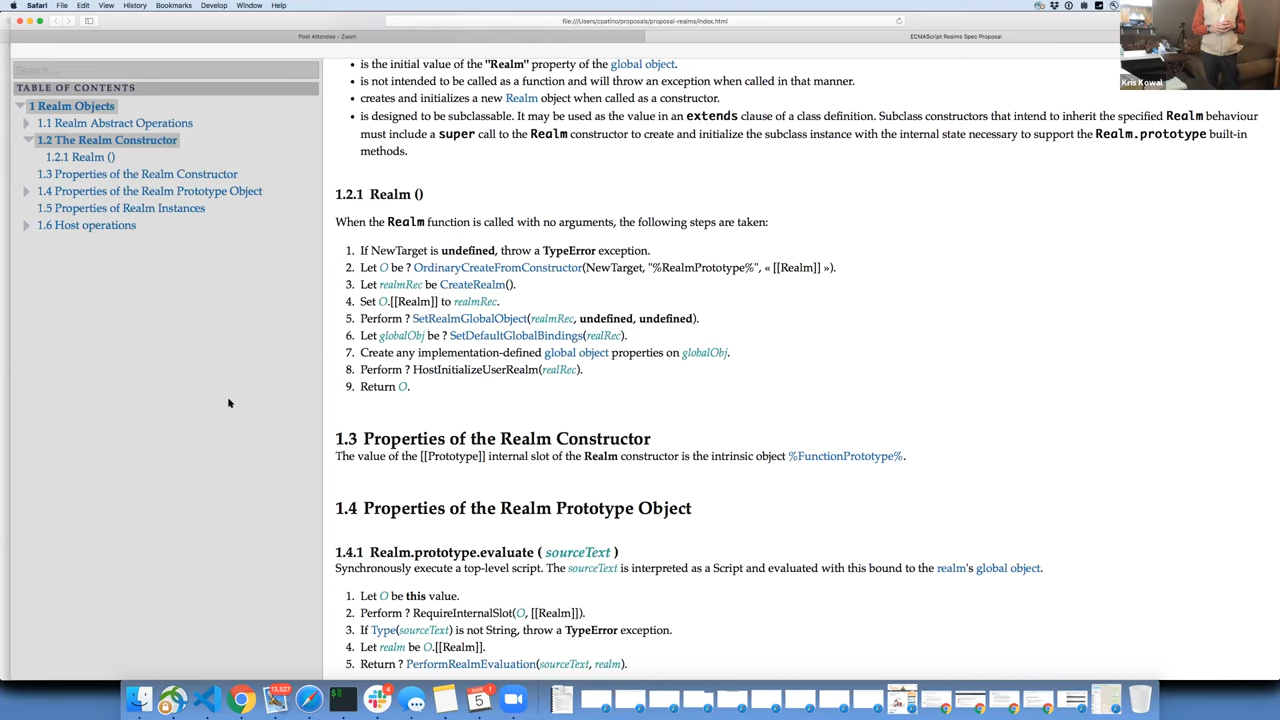 Safari File Edit View History Bookmarks Develop Window Help
file:///Users/cpatino/proposals/proposal-realms/index.html
Post Attendee - Zoom
ECMAScript Realms Spec Proposal
Kris Kowal
Search...
TABLE OF CONTENTS
1 Realm Objects
1.1 Realm Abstract Operations
1.2 The Realm Constructor
1.2.1 Realm ()
1.3 Properties of the Realm Constructor
1.4 Properties of the Realm Prototype Object
1.5 Properties of Realm Instances
1.6 Host operations
• is the initial value of the "Realm" property of the global object.
• is not intended to be called as a function and will throw an exception when called in that manner.
• creates and initializes a new Realm object when called as a constructor.
• is designed to be subclassable. It may be used as the value in an extends clause of a class definition. Subclass constructors that intend to inherit the specified Realm behaviour
must include a super call to the Realm constructor to create and initialize the subclass instance with the internal state necessary to support the Realm.prototype built-in
methods.
1.2.1 Realm ()
When the Realm function is called with no arguments, the following steps are taken:
1. If NewTarget is undefined, throw a TypeError exception.
2. Let O be ? OrdinaryCreateFromConstructor(NewTarget, "%RealmPrototype%", « [[Realm]] »).
3. Let realmRec be CreateRealm().
4. Set O.[[Realm]] to realmRec.
5. Perform ? SetRealmGlobalObject(realmRec, undefined, undefined).
6. Let globalObj be ? SetDefaultGlobalBindings(realRec).
7. Create any implementation-defined global object properties on globalObj.
8. Perform ? HostInitializeUserRealm(realRec).
9. Return O.
1.3 Properties of the Realm Constructor
The value of the [[Prototype]] internal slot of the Realm constructor is the intrinsic object %FunctionPrototype%.
1.4 Properties of the Realm Prototype Object
1.4.1 Realm.prototype.evaluate ( sourceText )
Synchronously execute a top-level script. The sourceText is interpreted as a Script and evaluated with this bound to the realm's global object.
1. Let O be this value.
2. Perform ? RequireInternalSlot(O, [[Realm]]).
3. If Type(sourceText) is not String, throw a TypeError exception.
4. Let realm be O.[[Realm]].
5. Return ? PerformRealmEvaluation(sourceText, realm).
13,627
4
MAR
5
1